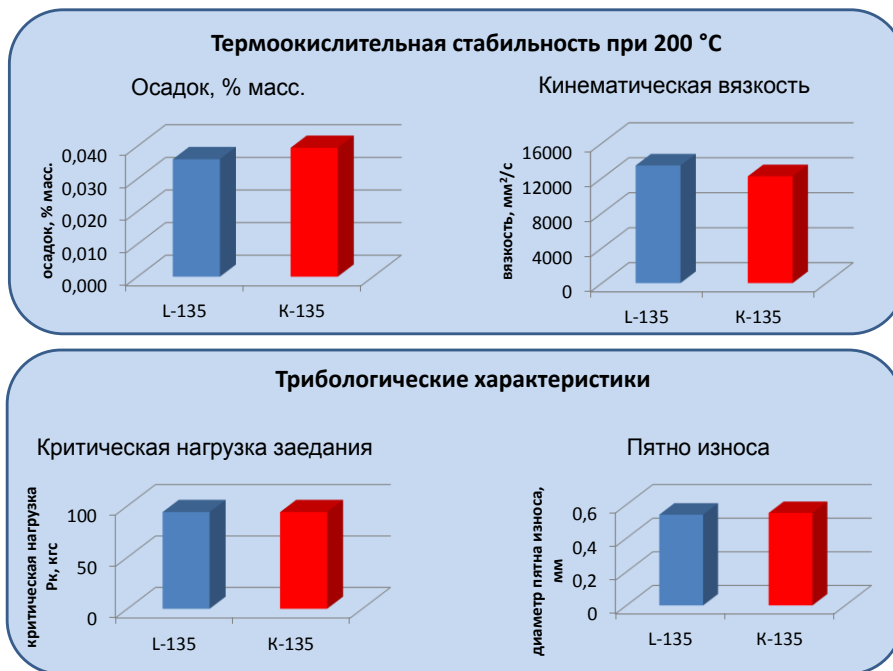 Термоокислительная стабильность при 200 °С
Осадок, % масс.
осадок, % масс.
0,040
0,030
0,020
0,010
0,000
L-135
К-135
Кинематическая вязкость
вязкость, мм²/с
16000
12000
8000
4000
0
L-135
К-135
Трибологические характеристики
Критическая нагрузка заедания
критическая нагрузка
Рк, кгс
100
50
0
L-135
К-135
Пятно износа
диаметр пятна износа,
мм
0,6
0,4
0,2
0
L-135
К-135